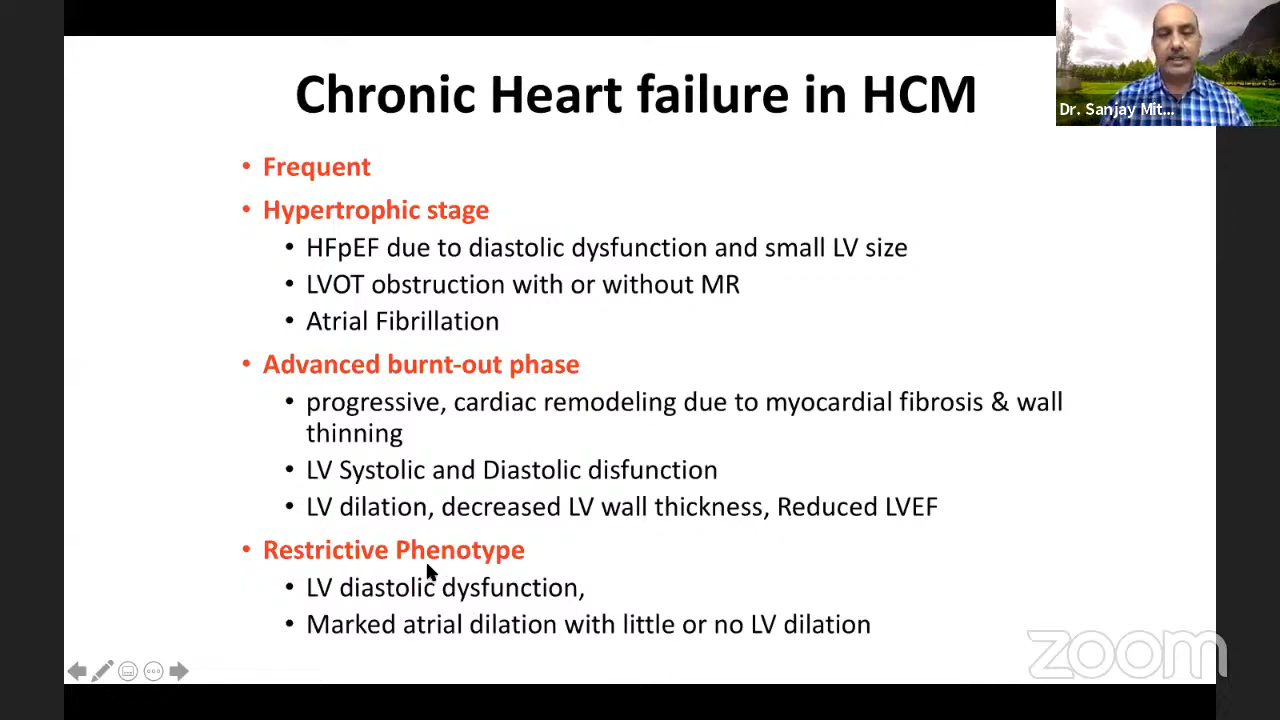 Chronic Heart failure in HCM
Dr. Sanjay Mit...
• Frequent
• Hypertrophic stage
• HFpEF due to diastolic dysfunction and small LV size
• LVOT obstruction with or without MR
• Atrial Fibrillation
• Advanced burnt-out phase
• progressive, cardiac remodeling due to myocardial fibrosis & wall
thinning
• LV Systolic and Diastolic disfunction
• LV dilation, decreased LV wall thickness, Reduced LVEF
• Restrictive Phenotype
• LV diastolic dysfunction,
• Marked atrial dilation with little or no LV dilation
zoom